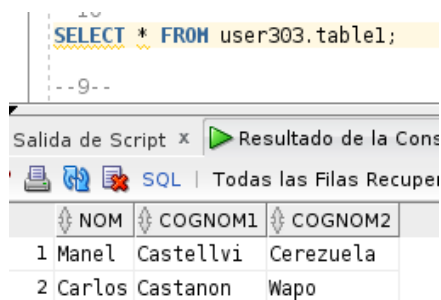 SELECT * FROM user303.table1;
--9--
Salida de Script x Resultado de la Cons
SQL | Todas las Filas Recuper
NOM COGNOM1 COGNOM2
1 Manel Castellvi Cerezuela
2 Carlos Castanon Wapo